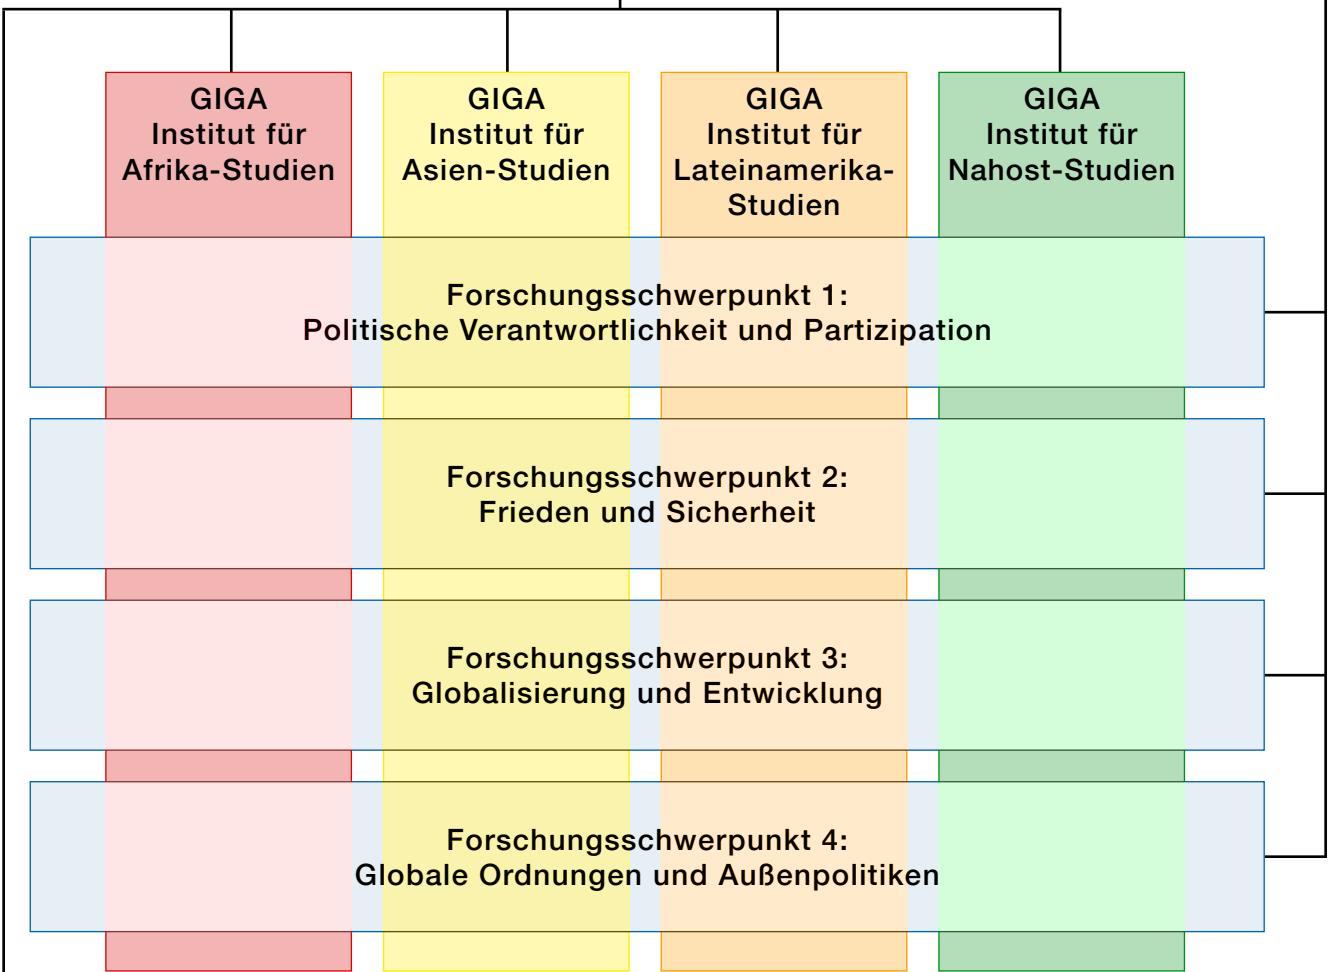 GIGA
Institut für
Afrika-Studien
GIGA
Institut für
Asien-Studien
GIGA
Institut für
Lateinamerika-
Studien
GIGA
Institut für
Nahost-Studien
Forschungsschwerpunkt 1:
Politische Verantwortlichkeit und Partizipation
Forschungsschwerpunkt 2:
Frieden und Sicherheit
Forschungsschwerpunkt 3:
Globalisierung und Entwicklung
Forschungsschwerpunkt 4:
Globale Ordnungen und Außenpolitiken